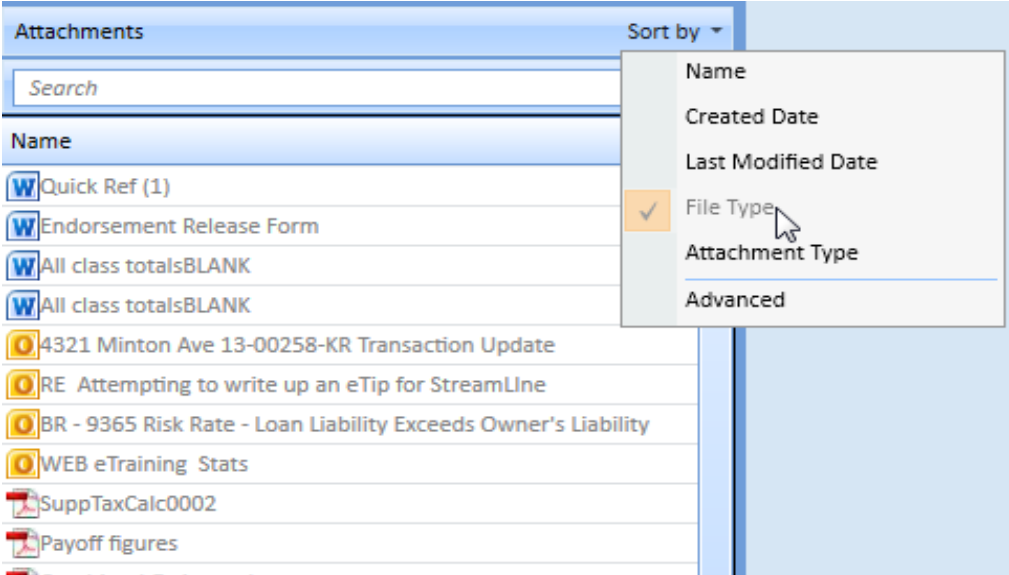 Attachments
Sort by
Search
Name
Name
Created Date
Last Modified Date
File Type
Attachment Type
Advanced
Quick Ref (1)
Endorsement Release Form
All class totalsBLANK
All class totalsBLANK
4321 Minton Ave 13-00258-KR Transaction Update
RE  Attempting to write up an eTip for StreamLIne
BR - 9365 Risk Rate - Loan Liability Exceeds Owner's Liability
WEB eTraining  Stats
SuppTaxCalc0002
Payoff figures